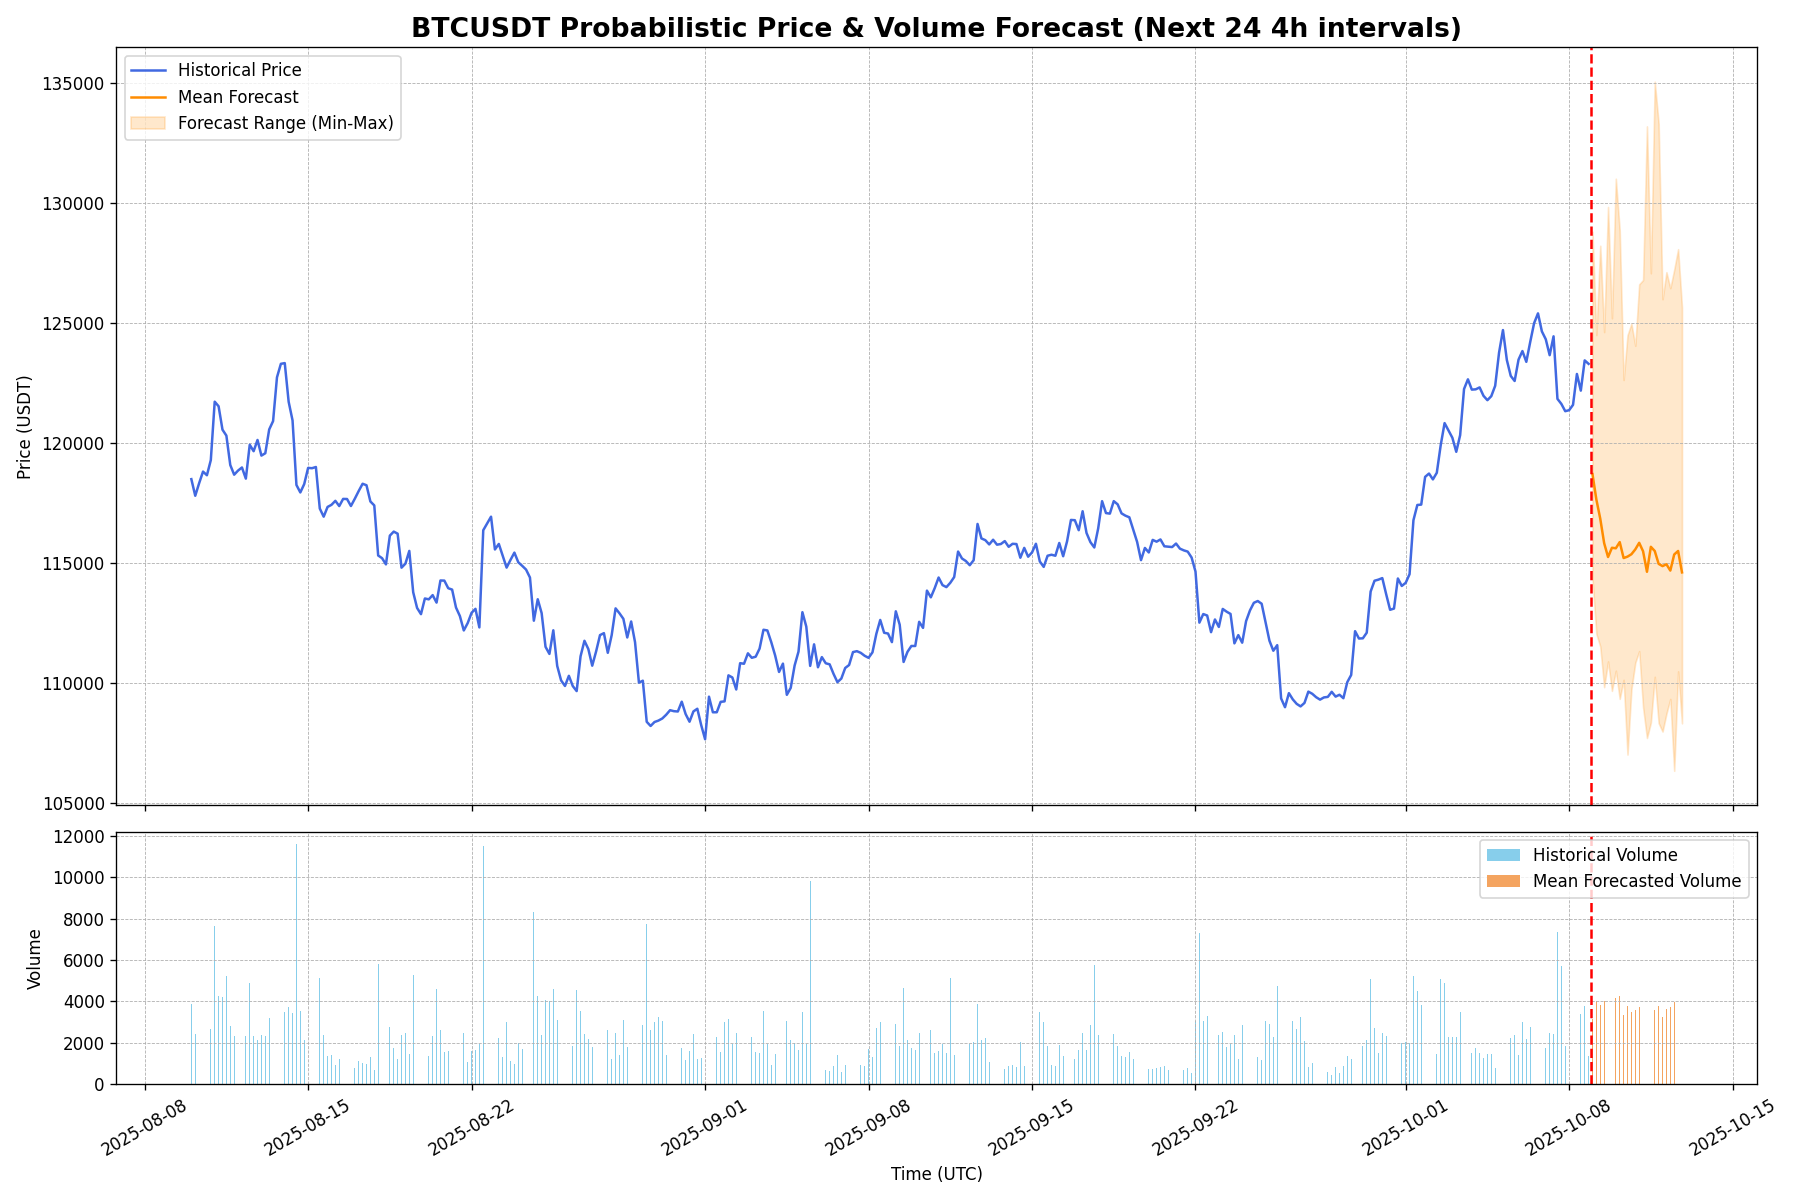 BTCUSDT Probabilistic Price & Volume Forecast (Next 24 4h intervals)
Historical Price
Mean Forecast
Forecast Range (Min-Max)
135000
130000
125000
120000
115000
110000
105000
Price (USDT)
Historical Volume
Mean Forecasted Volume
12000
10000
8000
6000
4000
2000
0
Volume
2025-08-08
2025-08-15
2025-08-22
2025-09-01
2025-09-08
2025-09-15
2025-09-22
2025-10-01
2025-10-08
2025-10-15
Time (UTC)